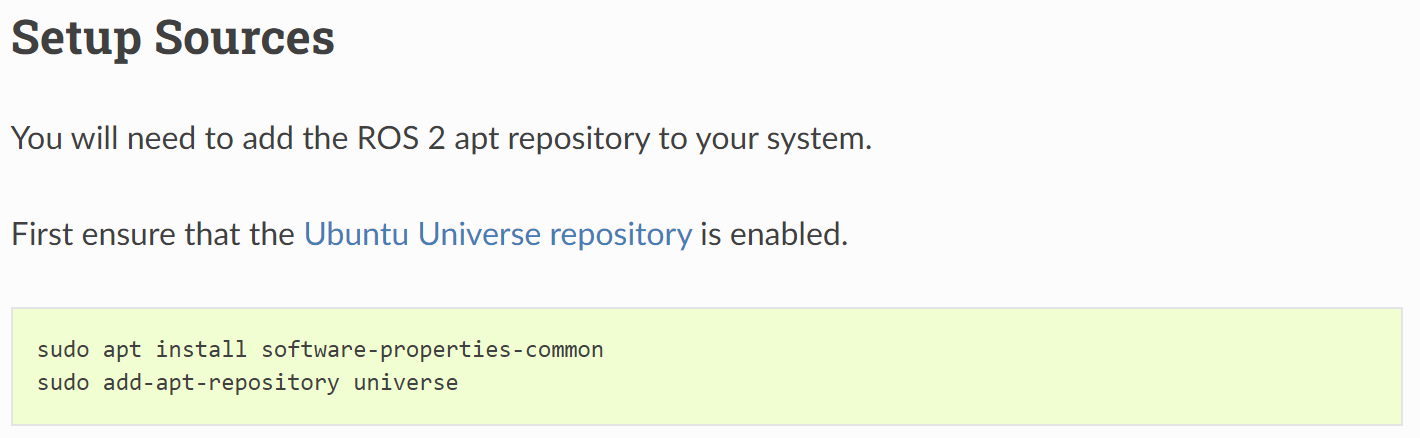 Setup Sources
You will need to add the ROS 2 apt repository to your system.
First ensure that the Ubuntu Universe repository is enabled.
sudo apt install software-properties-common
sudo add-apt-repository universe